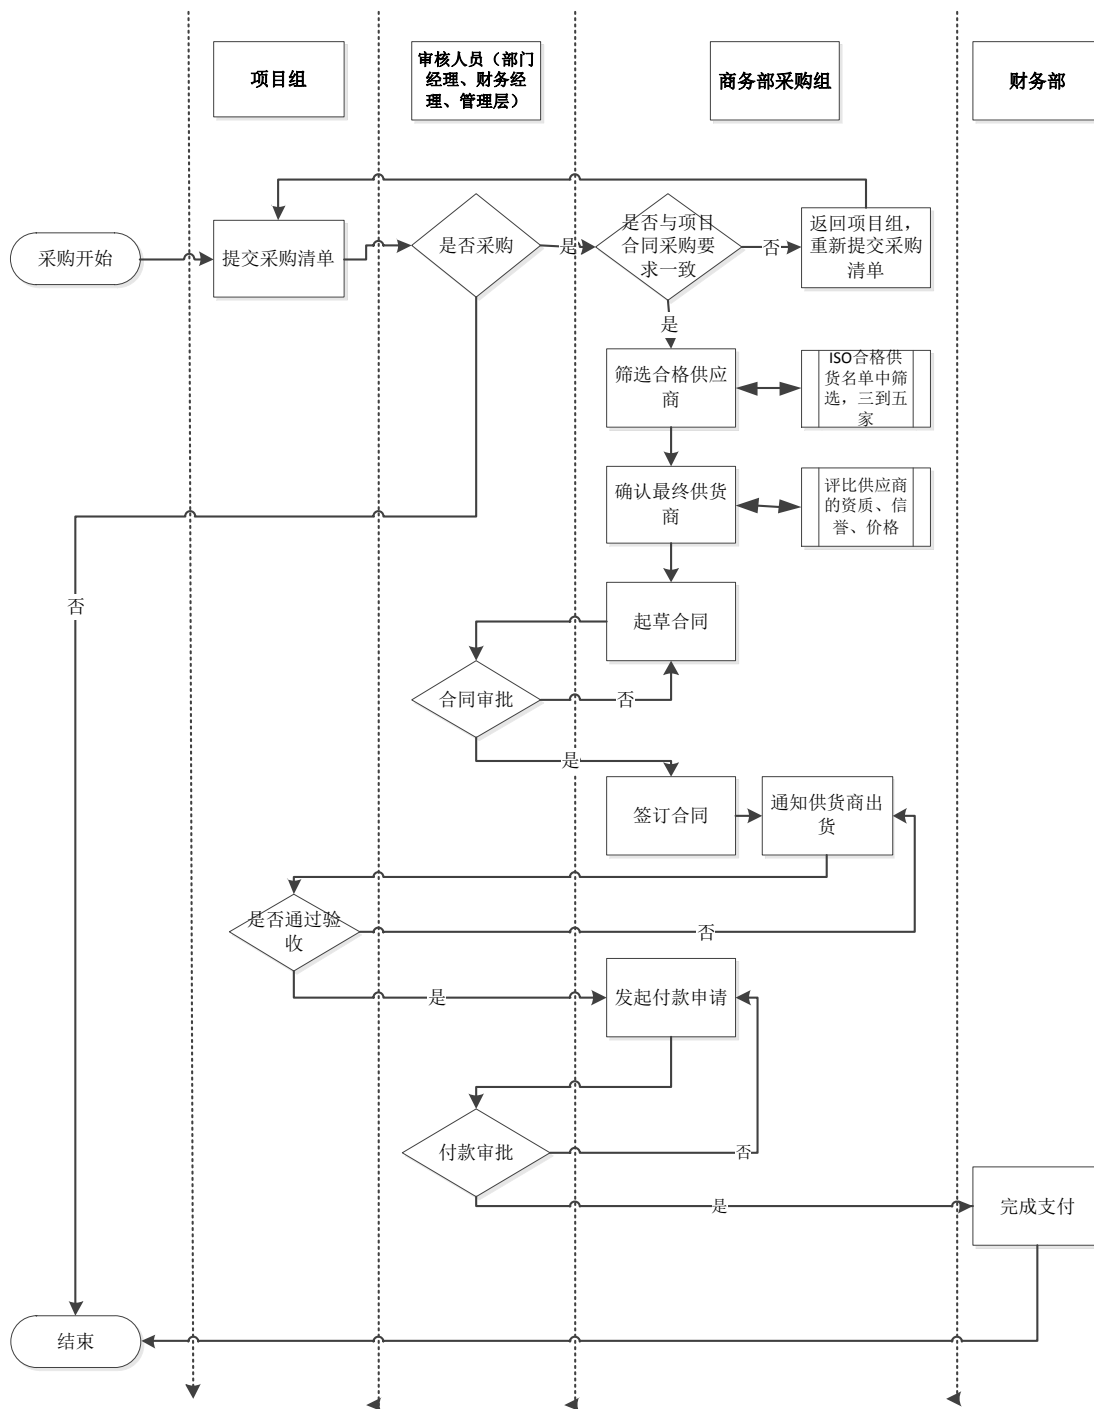 项目组
审核人员（部门
经理、财务经
理、管理层）
商务部采购组
财务部
采购开始
提交采购清单
是否采购
是
是否与项目
合同采购要
求一致
否
返回项目组，
重新提交采购
清单
是
筛选合格供应
商
ISO合格供
货名单中筛
选，三到五
家
确认最终供货
商
评比供应商
的资质、信
誉、价格
否
起草合同
合同审批
否
是
签订合同
通知供货商出
货
是否通过验
收
否
是
发起付款申请
付款审批
否
是
完成支付
结束